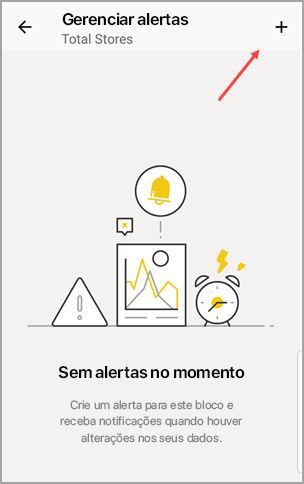 Gerenciar alertas
Total Stores
Sem alertas no momento
Crie um alerta para este bloco e
receba notificações quando houver
alterações nos seus dados.